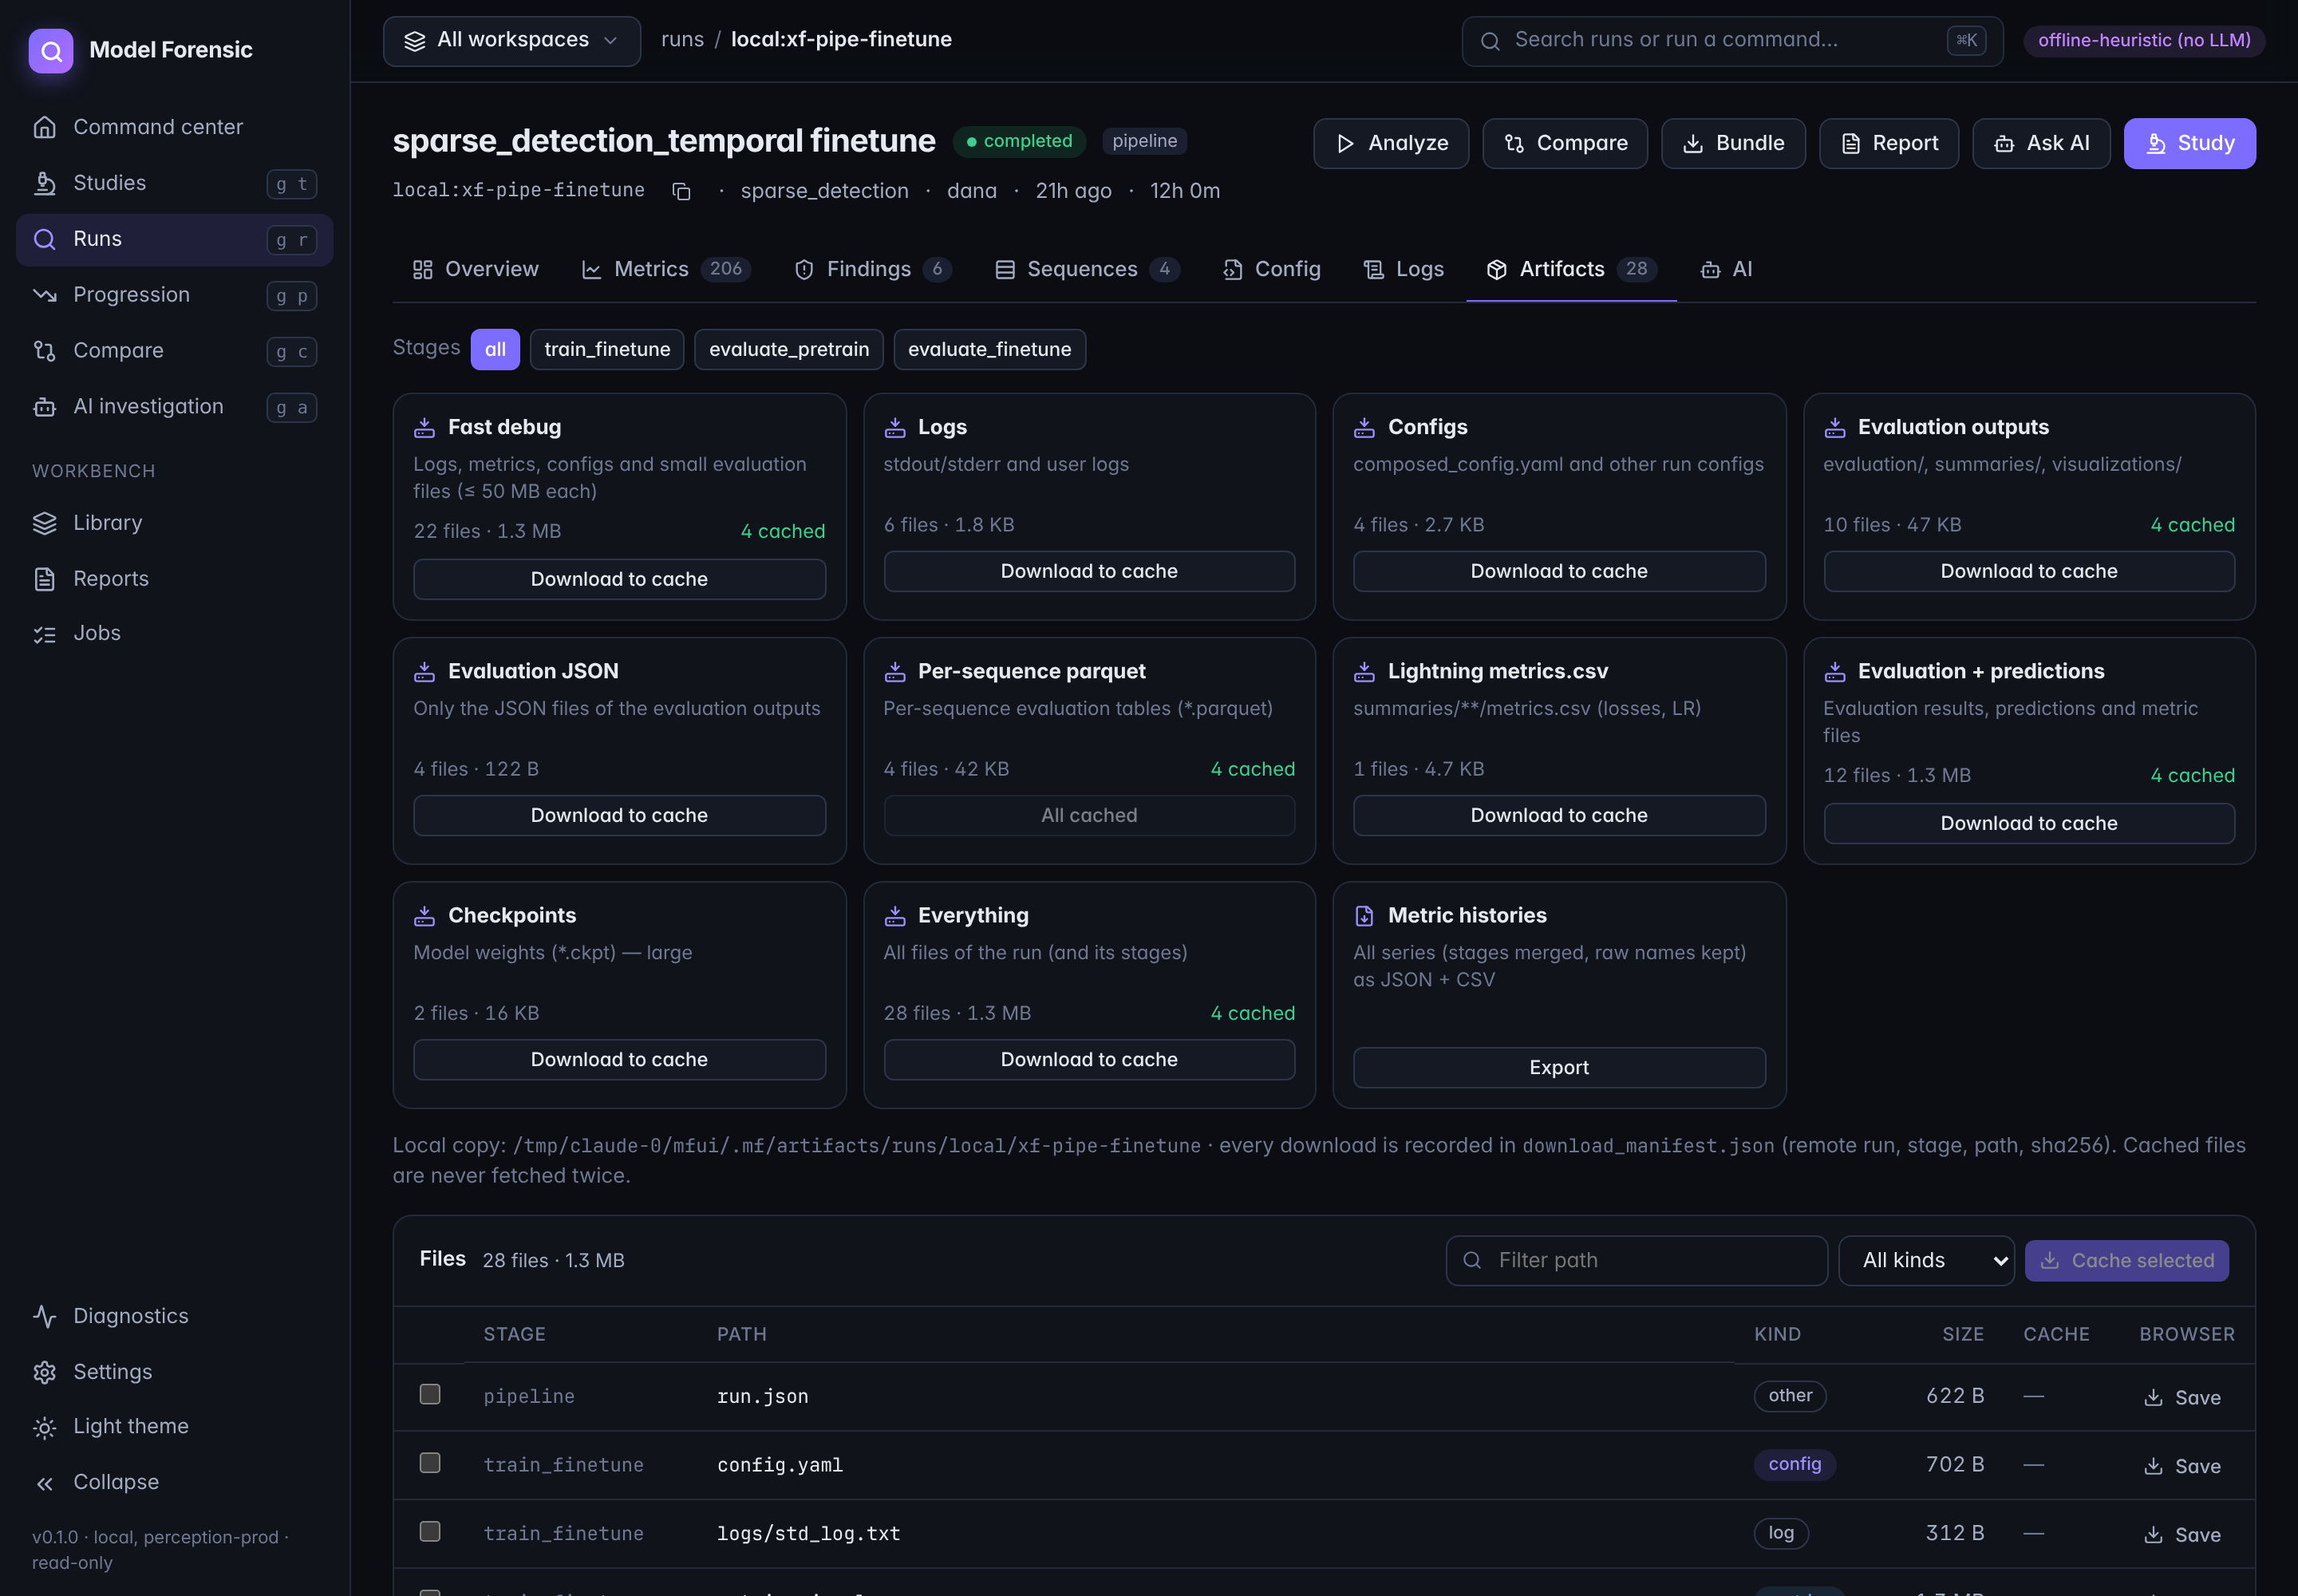 Model Forensic
All workspaces
runs / local:xf-pipe-finetune
Search runs or run a command...
⌘K
offline-heuristic (no LLM)
Command center
Studies g t
Runs g r
Progression g p
Compare g c
AI investigation g a
WORKBENCH
Library
Reports
Jobs
Diagnostics
Settings
Light theme
Collapse
v0.1.0 · local, perception-prod ·
read-only
sparse_detection_temporal finetune
completed
pipeline
Analyze
Compare
Bundle
Report
Ask AI
Study
local:xf-pipe-finetune · sparse_detection · dana · 21h ago · 12h 0m
Overview
Metrics 206
Findings 6
Sequences 4
Config
Logs
Artifacts 28
AI
Stages all train_finetune evaluate_pretrain evaluate_finetune
Fast debug
Logs, metrics, configs and small evaluation
files (≤ 50 MB each)
22 files · 1.3 MB 4 cached
Download to cache
Logs
stdout/stderr and user logs
6 files · 1.8 KB
Download to cache
Configs
composed_config.yaml and other run configs
4 files · 2.7 KB
Download to cache
Evaluation outputs
evaluation/, summaries/, visualizations/
10 files · 47 KB 4 cached
Download to cache
Evaluation JSON
Only the JSON files of the evaluation outputs
4 files · 122 B
Download to cache
Per-sequence parquet
Per-sequence evaluation tables (*.parquet)
4 files · 42 KB 4 cached
All cached
Lightning metrics.csv
summaries/**/metrics.csv (losses, LR)
1 files · 4.7 KB
Download to cache
Evaluation + predictions
Evaluation results, predictions and metric
files
12 files · 1.3 MB 4 cached
Download to cache
Checkpoints
Model weights (*.ckpt) — large
2 files · 16 KB
Download to cache
Everything
All files of the run (and its stages)
28 files · 1.3 MB 4 cached
Download to cache
Metric histories
All series (stages merged, raw names kept)
as JSON + CSV
Export
Local copy: /tmp/claude-0/mfui/.mf/artifacts/runs/local/xf-pipe-finetune · every download is recorded in download_manifest.json (remote run, stage, path, sha256). Cached files
are never fetched twice.
Files 28 files · 1.3 MB
Filter path
All kinds
Cache selected
STAGE PATH KIND SIZE CACHE BROWSER
pipeline run.json other 622 B — Save
train_finetune config.yaml config 702 B — Save
train_finetune logs/std_log.txt log 312 B — Save